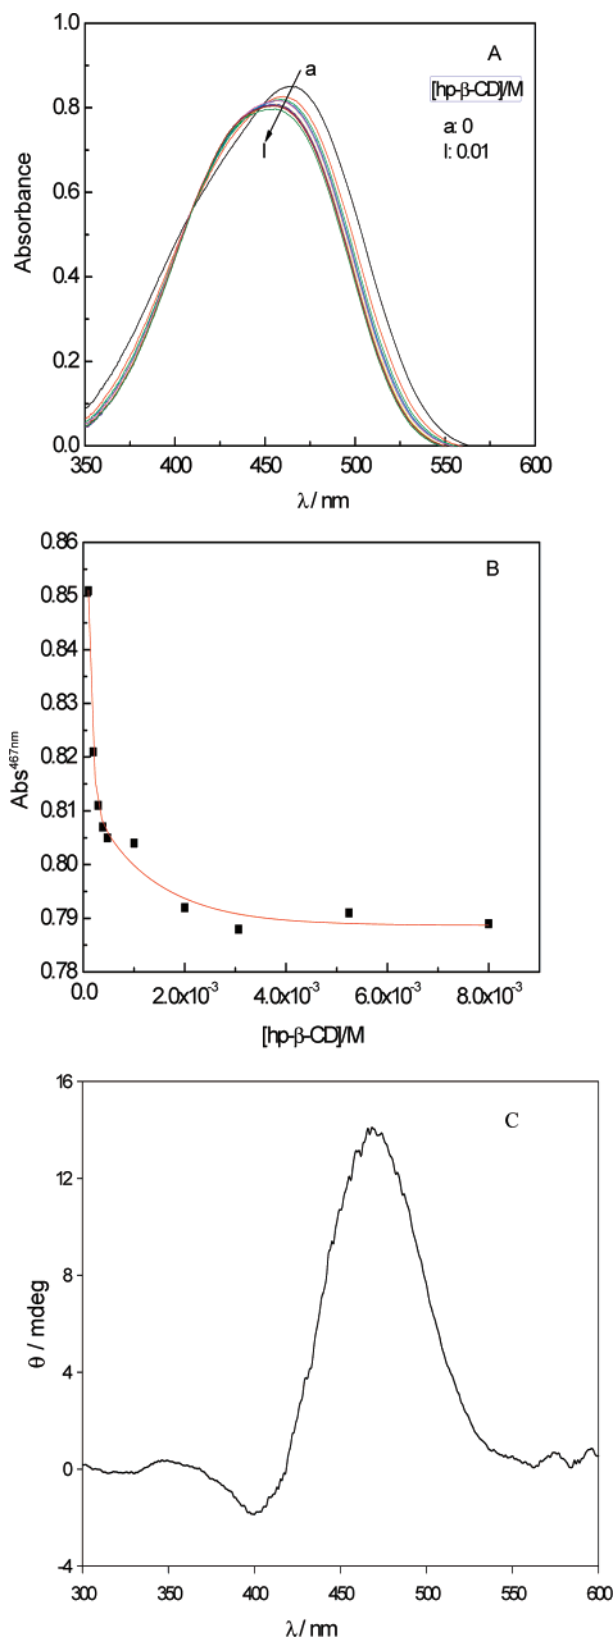 1.0
A
a
[hp-β-CD]/M
0.8
a: 0
l
l: 0.01
0.6
Absorbance
0.4
0.2
0.0
350 400 450 500 550 600
λ/ nm
0.86
B
0.85
0.84
0.83
0.82
Abs⁴⁶⁷ⁿᵐ
0.81
0.80
0.79
0.78
0.0 2.0x10⁻³ 4.0x10⁻³ 6.0x10⁻³ 8.0x10⁻³
[hp-β-CD]/M
16
C
12
8
θ / mdeg
4
0
-4
300 350 400 450 500 550 600
λ/ nm